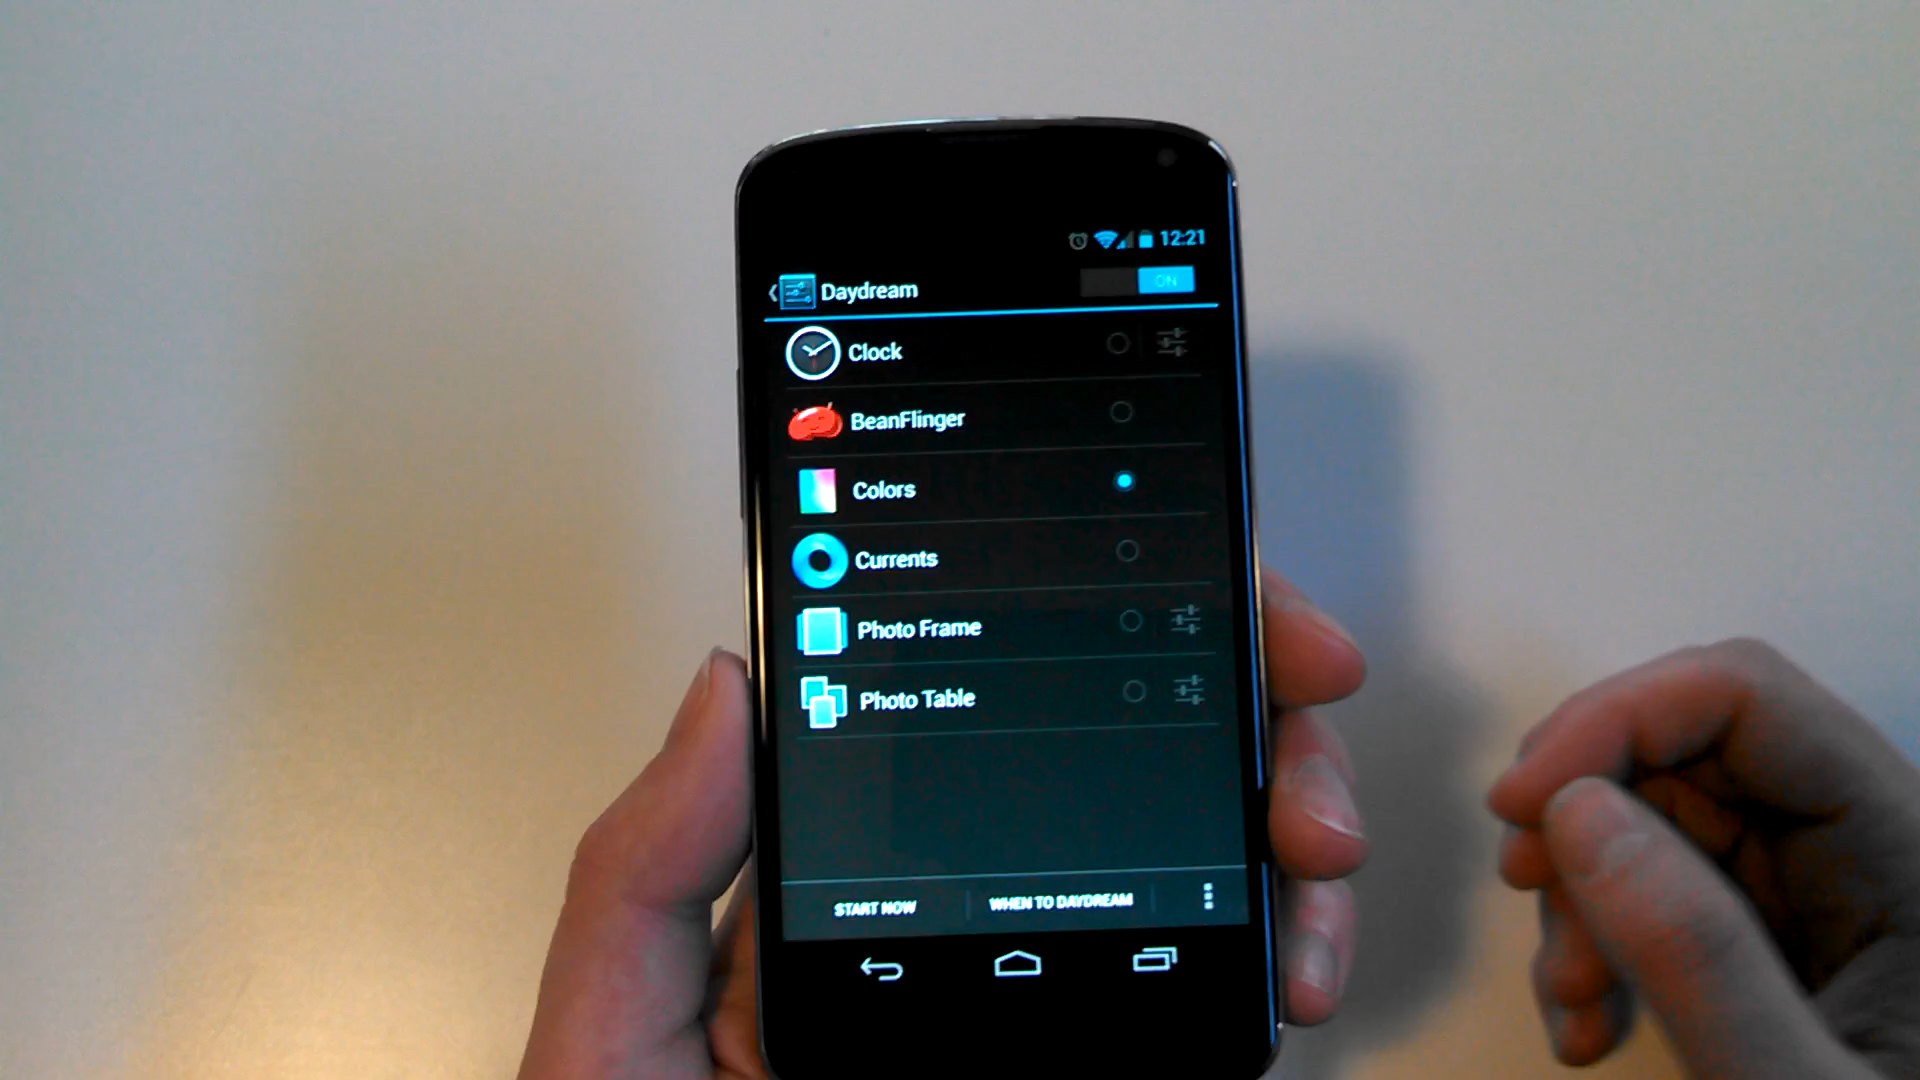 12:21
Daydream ON
Clock
BeanFlinger
Colors
Currents
Photo Frame
Photo Table
START NOW WHEN TO DAYDREAM